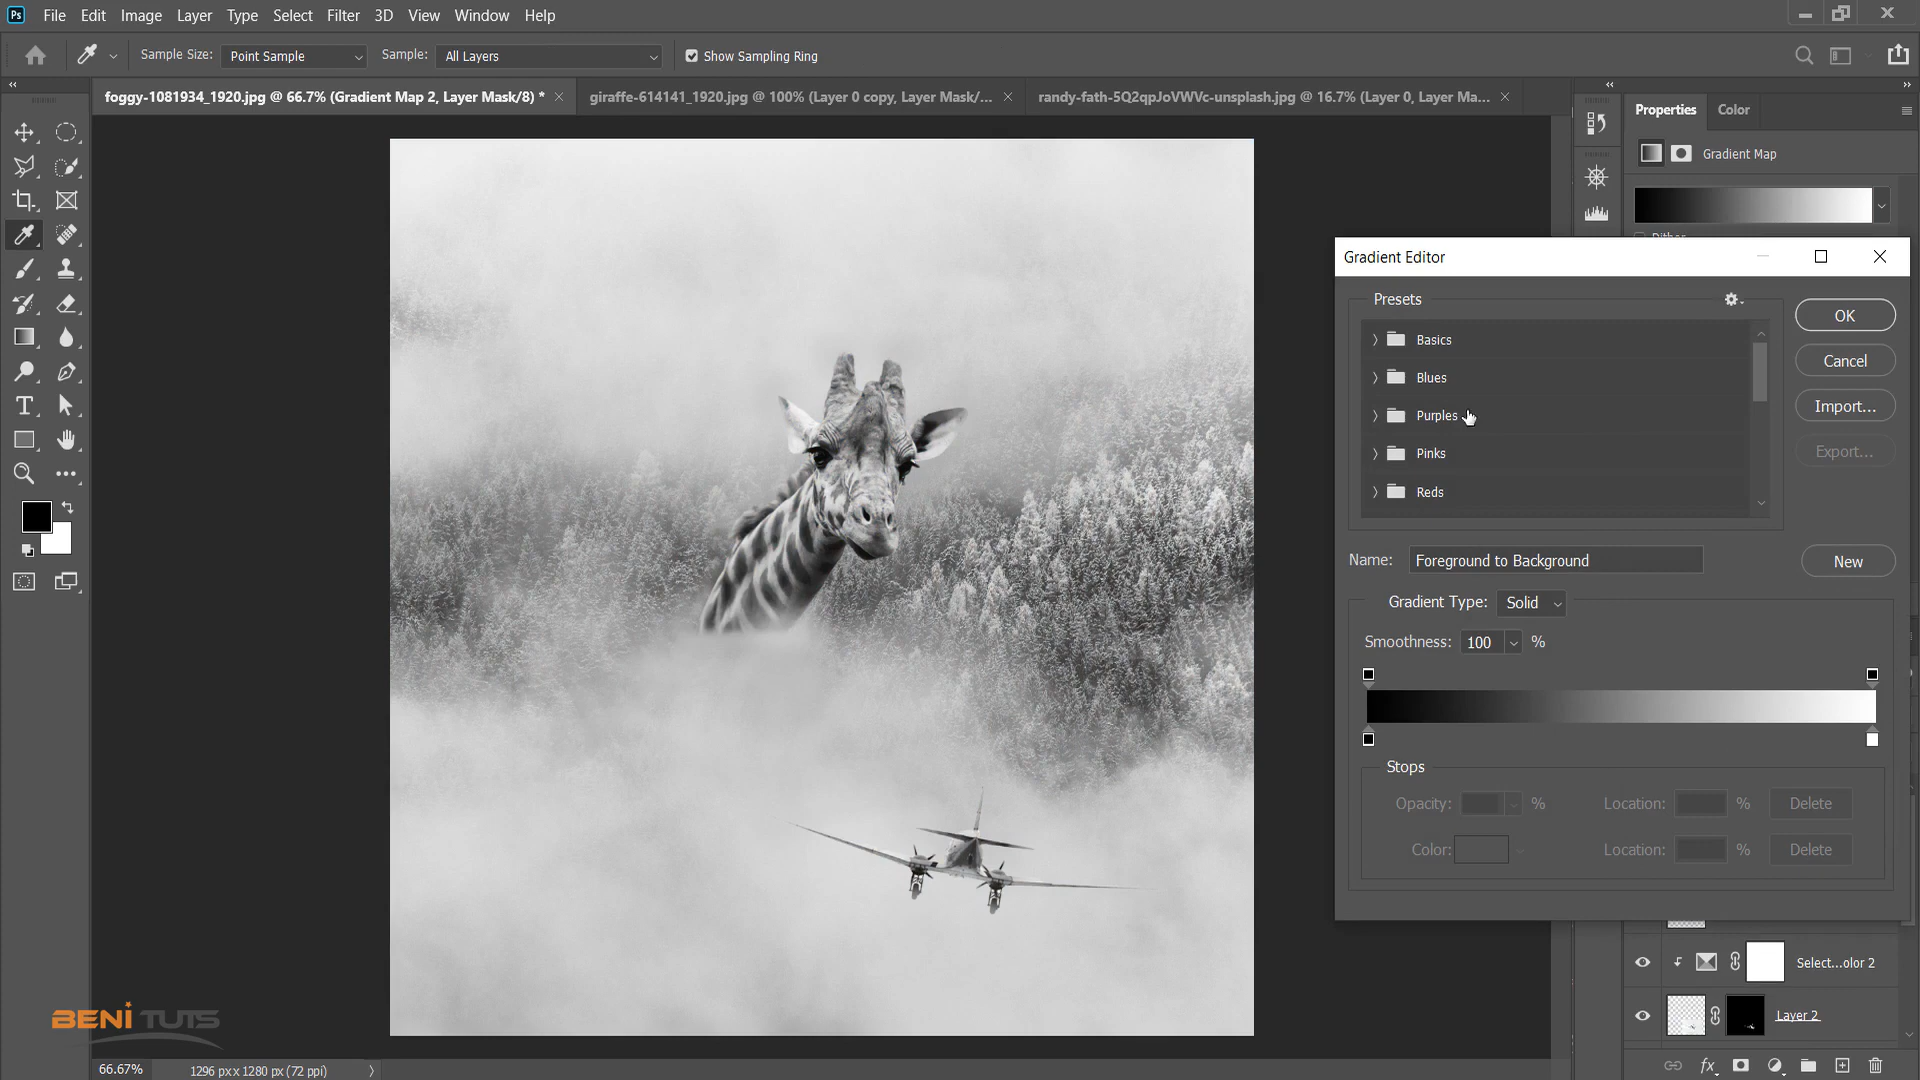 Ps File Edit Image Layer Type Select Filter 3D View Window Help
Sample Size: Point Sample Sample: All Layers Show Sampling Ring
foggy-1081934_1920.jpg @ 66.7% (Gradient Map 2, Layer Mask/8) * giraffe-614141_1920.jpg @ 100% (Layer 0 copy, Layer Mask/... randy-fath-5Q2qpJoVWVc-unsplash.jpg @ 16.7% (Layer 0, Layer Ma...
Properties Color
Gradient Map
Dither
Gradient Editor
Presets
Basics
Blues
Purples
Pinks
Reds
OK
Cancel
Import...
Export...
Name: Foreground to Background New
Gradient Type: Solid
Smoothness: 100 %
Stops
Opacity: % Location: % Delete
Color: Location: % Delete
Select...olor 2
Layer 2
BENi TUTS
66.67% 1296 px x 1280 px (72 ppi)
fx